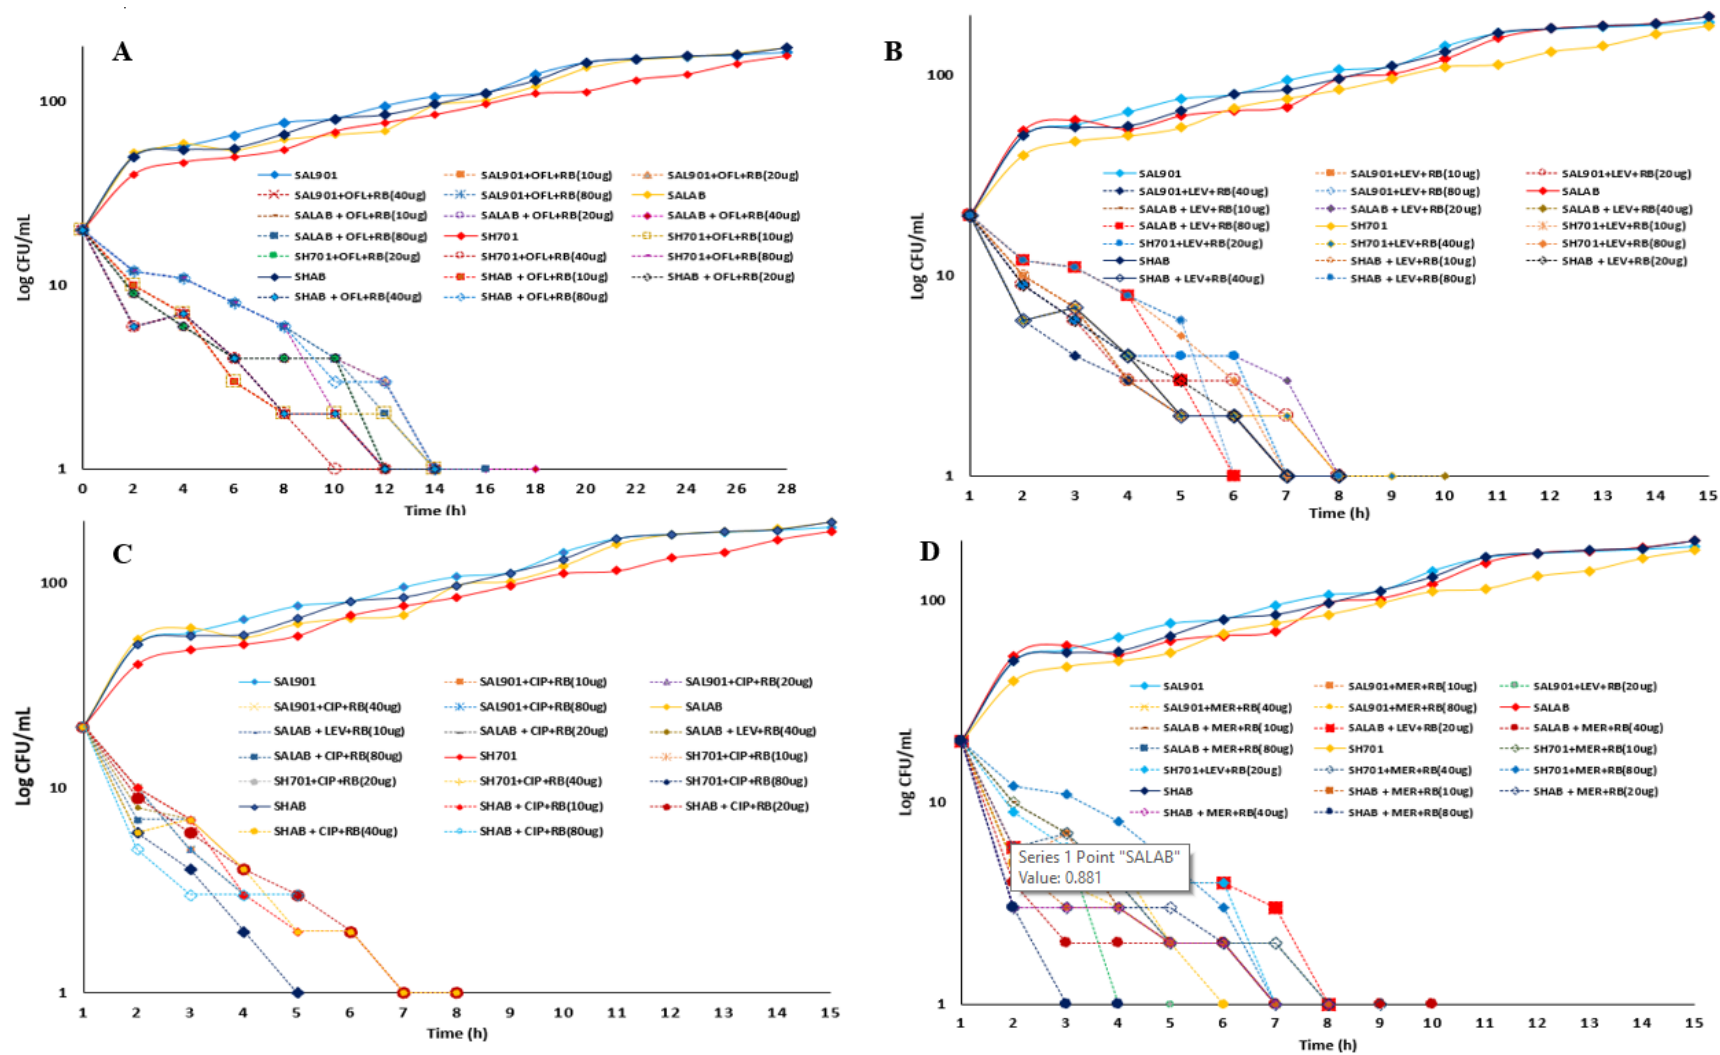 A
Log CFU/mL
100
10
1
SAL901
SAL901+OFL+RB(10ug)
SAL901+OFL+RB(20ug)
SAL901+OFL+RB(40ug)
SAL901+OFL+RB(80ug)
SALAB
SALAB + OFL+RB(10ug)
SALAB + OFL+RB(20ug)
SALAB + OFL+RB(40ug)
SALAB + OFL+RB(80ug)
SH701
SH701+OFL+RB(10ug)
SH701+OFL+RB(20ug)
SH701+OFL+RB(40ug)
SH701+OFL+RB(80ug)
SHAB
SHAB + OFL+RB(10ug)
SHAB + OFL+RB(20ug)
SHAB + OFL+RB(40ug)
SHAB + OFL+RB(80ug)
0 2 4 6 8 10 12 14 16 18 20 22 24 26 28
Time (h)
B
Log CFU/mL
100
10
1
SAL901
SAL901+LEV+RB(10ug)
SAL901+LEV+RB(20ug)
SAL901+LEV+RB(40ug)
SAL901+LEV+RB(80ug)
SALAB
SALAB + LEV+RB(10ug)
SALAB + LEV+RB(20ug)
SALAB + LEV+RB(40ug)
SALAB + LEV+RB(80ug)
SH701
SH701+LEV+RB(10ug)
SH701+LEV+RB(20ug)
SH701+LEV+RB(40ug)
SH701+LEV+RB(80ug)
SHAB
SHAB + LEV+RB(10ug)
SHAB + LEV+RB(20ug)
SHAB + LEV+RB(40ug)
SHAB + LEV+RB(80ug)
1 2 3 4 5 6 7 8 9 10 11 12 13 14 15
Time (h)
C
Log CFU/mL
100
10
1
SAL901
SAL901+CIP+RB(10ug)
SAL901+CIP+RB(20ug)
SAL901+CIP+RB(40ug)
SAL901+CIP+RB(80ug)
SALAB
SALAB + LEV+RB(10ug)
SALAB + CIP+RB(20ug)
SALAB + LEV+RB(40ug)
SALAB + CIP+RB(80ug)
SH701
SH701+CIP+RB(10ug)
SH701+CIP+RB(20ug)
SH701+CIP+RB(40ug)
SH701+CIP+RB(80ug)
SHAB
SHAB + CIP+RB(10ug)
SHAB + CIP+RB(20ug)
SHAB + CIP+RB(40ug)
SHAB + CIP+RB(80ug)
1 2 3 4 5 6 7 8 9 10 11 12 13 14 15
Time (h)
D
Log CFU/mL
100
10
1
SAL901
SAL901+MER+RB(10ug)
SAL901+LEV+RB(20ug)
SAL901+MER+RB(40ug)
SAL901+MER+RB(80ug)
SALAB
SALAB + MER+RB(10ug)
SALAB + LEV+RB(20ug)
SALAB + MER+RB(40ug)
SALAB + MER+RB(80ug)
SH701
SH701+MER+RB(10ug)
SH701+LEV+RB(20ug)
SH701+MER+RB(40ug)
SH701+MER+RB(80ug)
SHAB
SHAB + MER+RB(10ug)
SHAB + MER+RB(20ug)
SHAB + MER+RB(40ug)
SHAB + MER+RB(80ug)
Series 1 Point "SALAB"
Value: 0.881
1 2 3 4 5 6 7 8 9 10 11 12 13 14 15
Time (h)